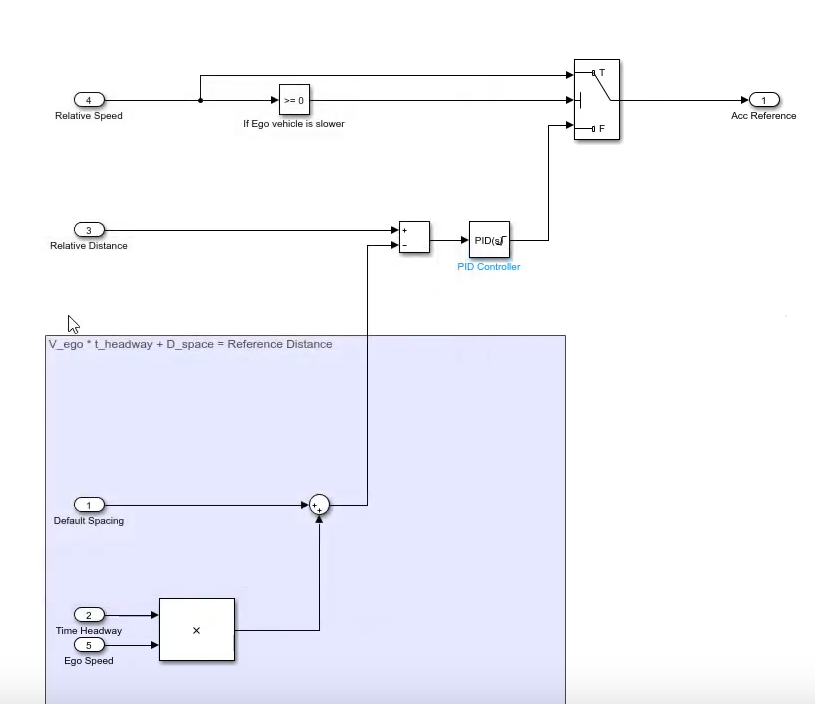 T
4
>= 0
1
Relative Speed
If Ego vehicle is slower
Acc Reference
F
3
+
Relative Distance
−
PID(s)
PID Controller
V_ego * t_headway + D_space = Reference Distance
1
+
+
Default Spacing
2
Time Headway
×
5
Ego Speed